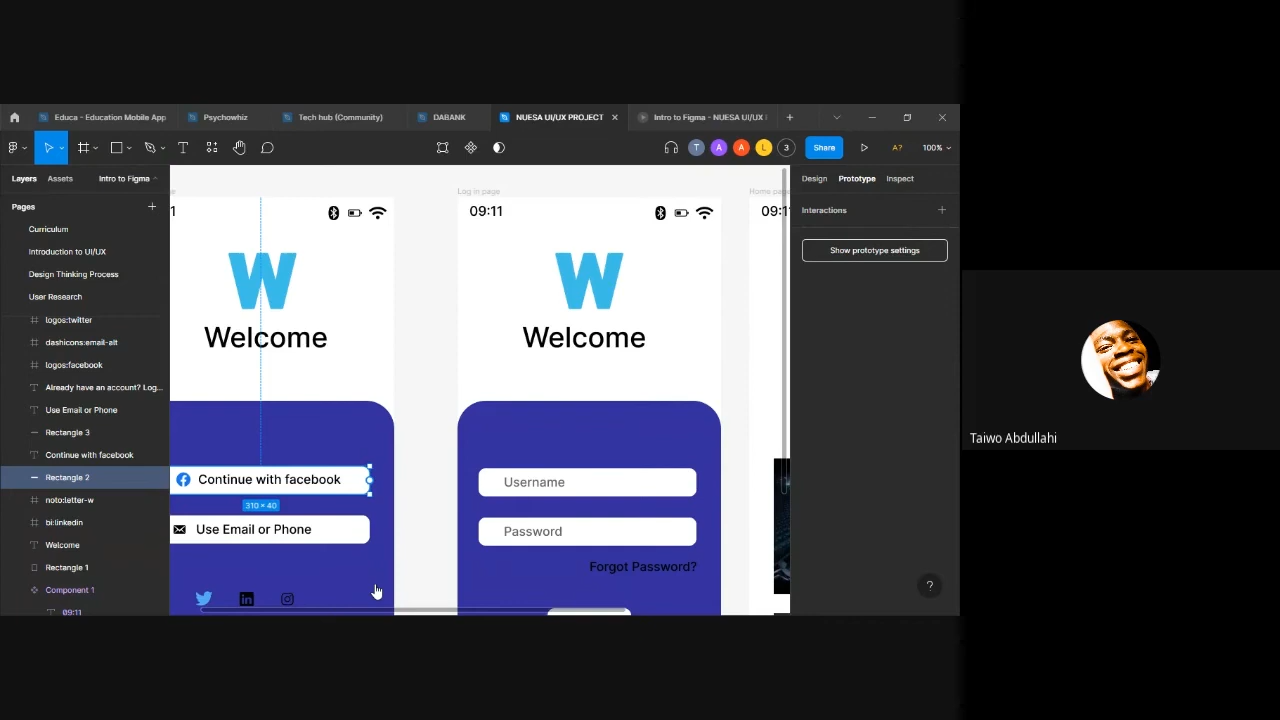 Educa - Education Mobile App
Psychowhiz
Tech hub (Community)
DABANK
NUESA UI/UX PROJECT
Intro to Figma - NUESA UI/UX
T
A
A
L
3
Share
A?
100%
Layers
Assets
Intro to Figma
Design
Prototype
Inspect
Pages
Interactions
Show prototype settings
Curriculum
Introduction to UI/UX
Design Thinking Process
User Research
logos:twitter
dashicons:email-alt
logos:facebook
Already have an account? Log...
Use Email or Phone
Rectangle 3
Continue with facebook
Rectangle 2
noto:letter-w
bi:linkedin
Welcome
Rectangle 1
Component 1
09:11
1
W
Welcome
Continue with facebook
310 × 40
Use Email or Phone
Log in page
09:11
W
Welcome
Username
Password
Forgot Password?
Home pa
09:1
?
Taiwo Abdullahi